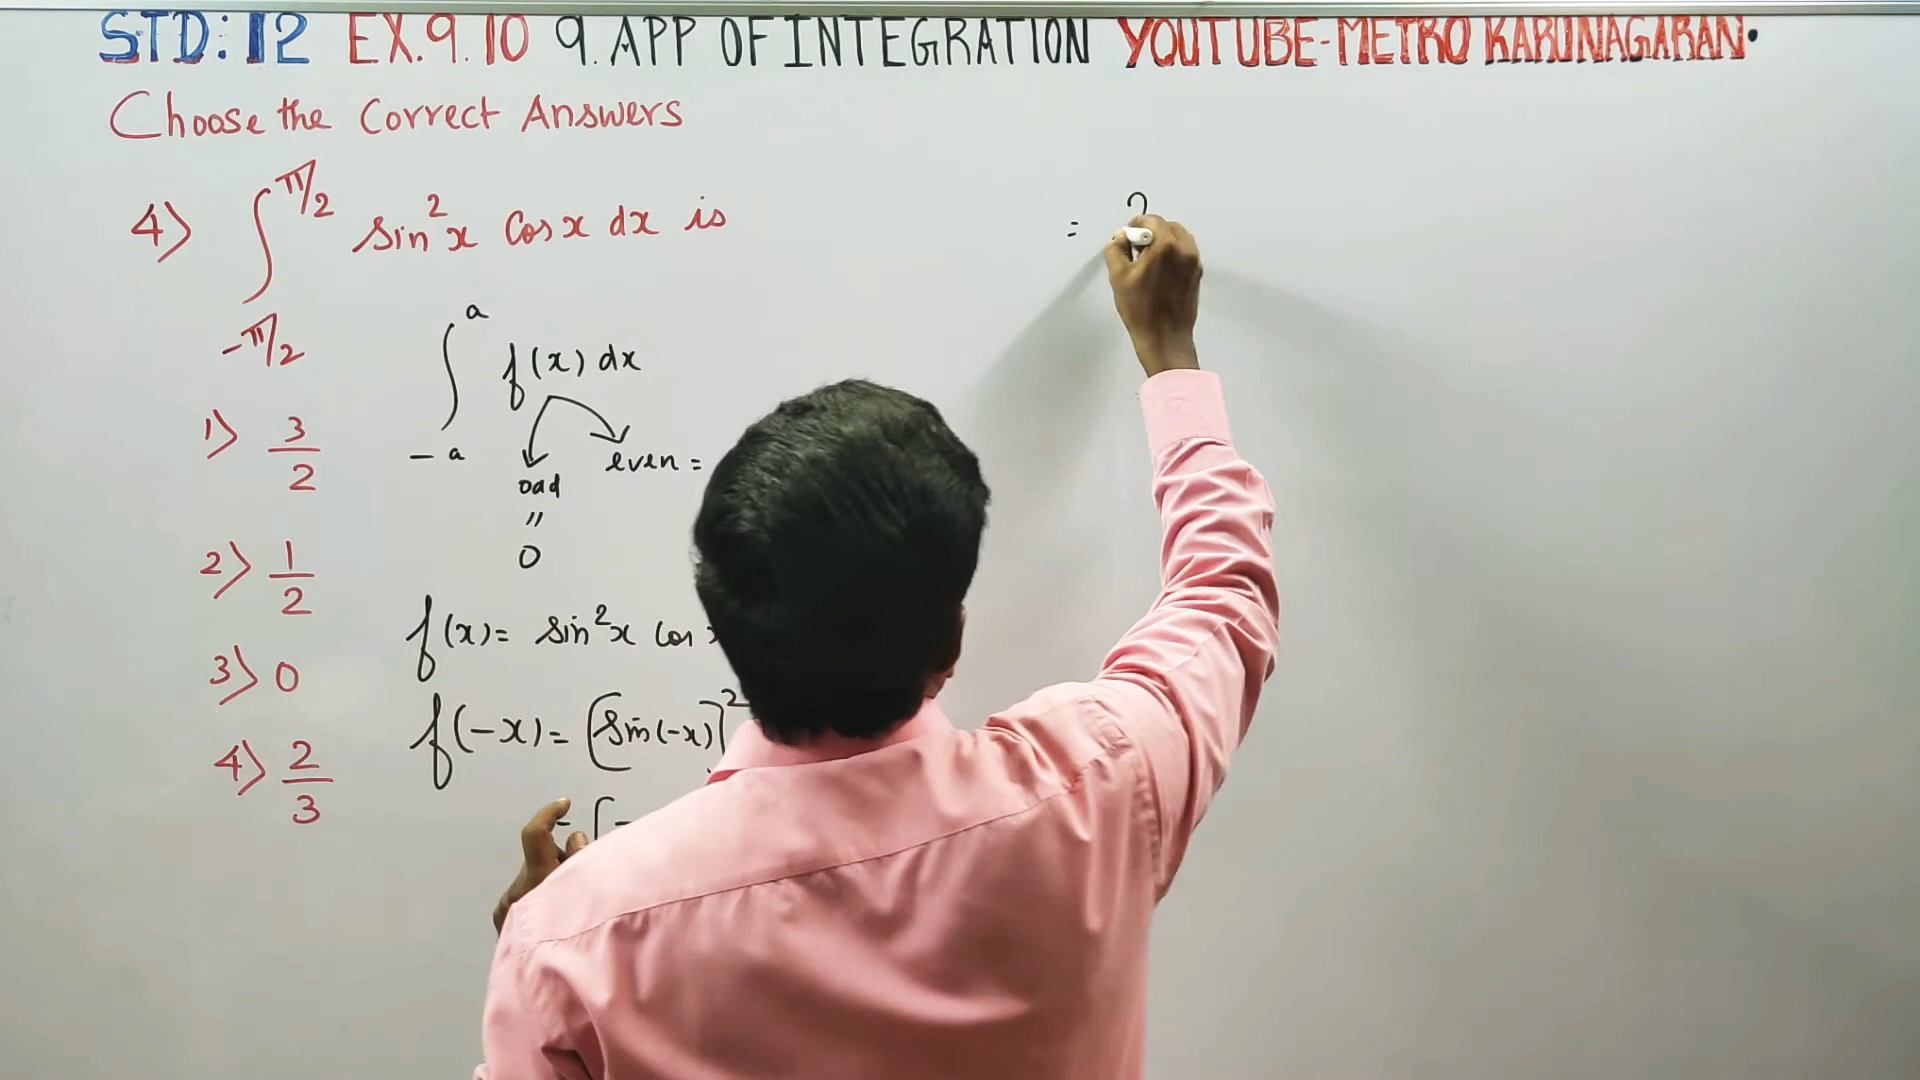 STD: 12 EX.9.10 9. APP OF INTEGRATION YOUTUBE-METRO KARUNAGARAN.
Choose the Correct Answers
4) ∫_{-π/2}^{π/2} sin²x Cos x dx is
∫_{-a}^{a} f(x) dx
odd even =
"
0
1) 3/2
2) 1/2
3) 0
4) 2/3
f(x) = sin²x cos
f(-x) = (sin(-x))²
=